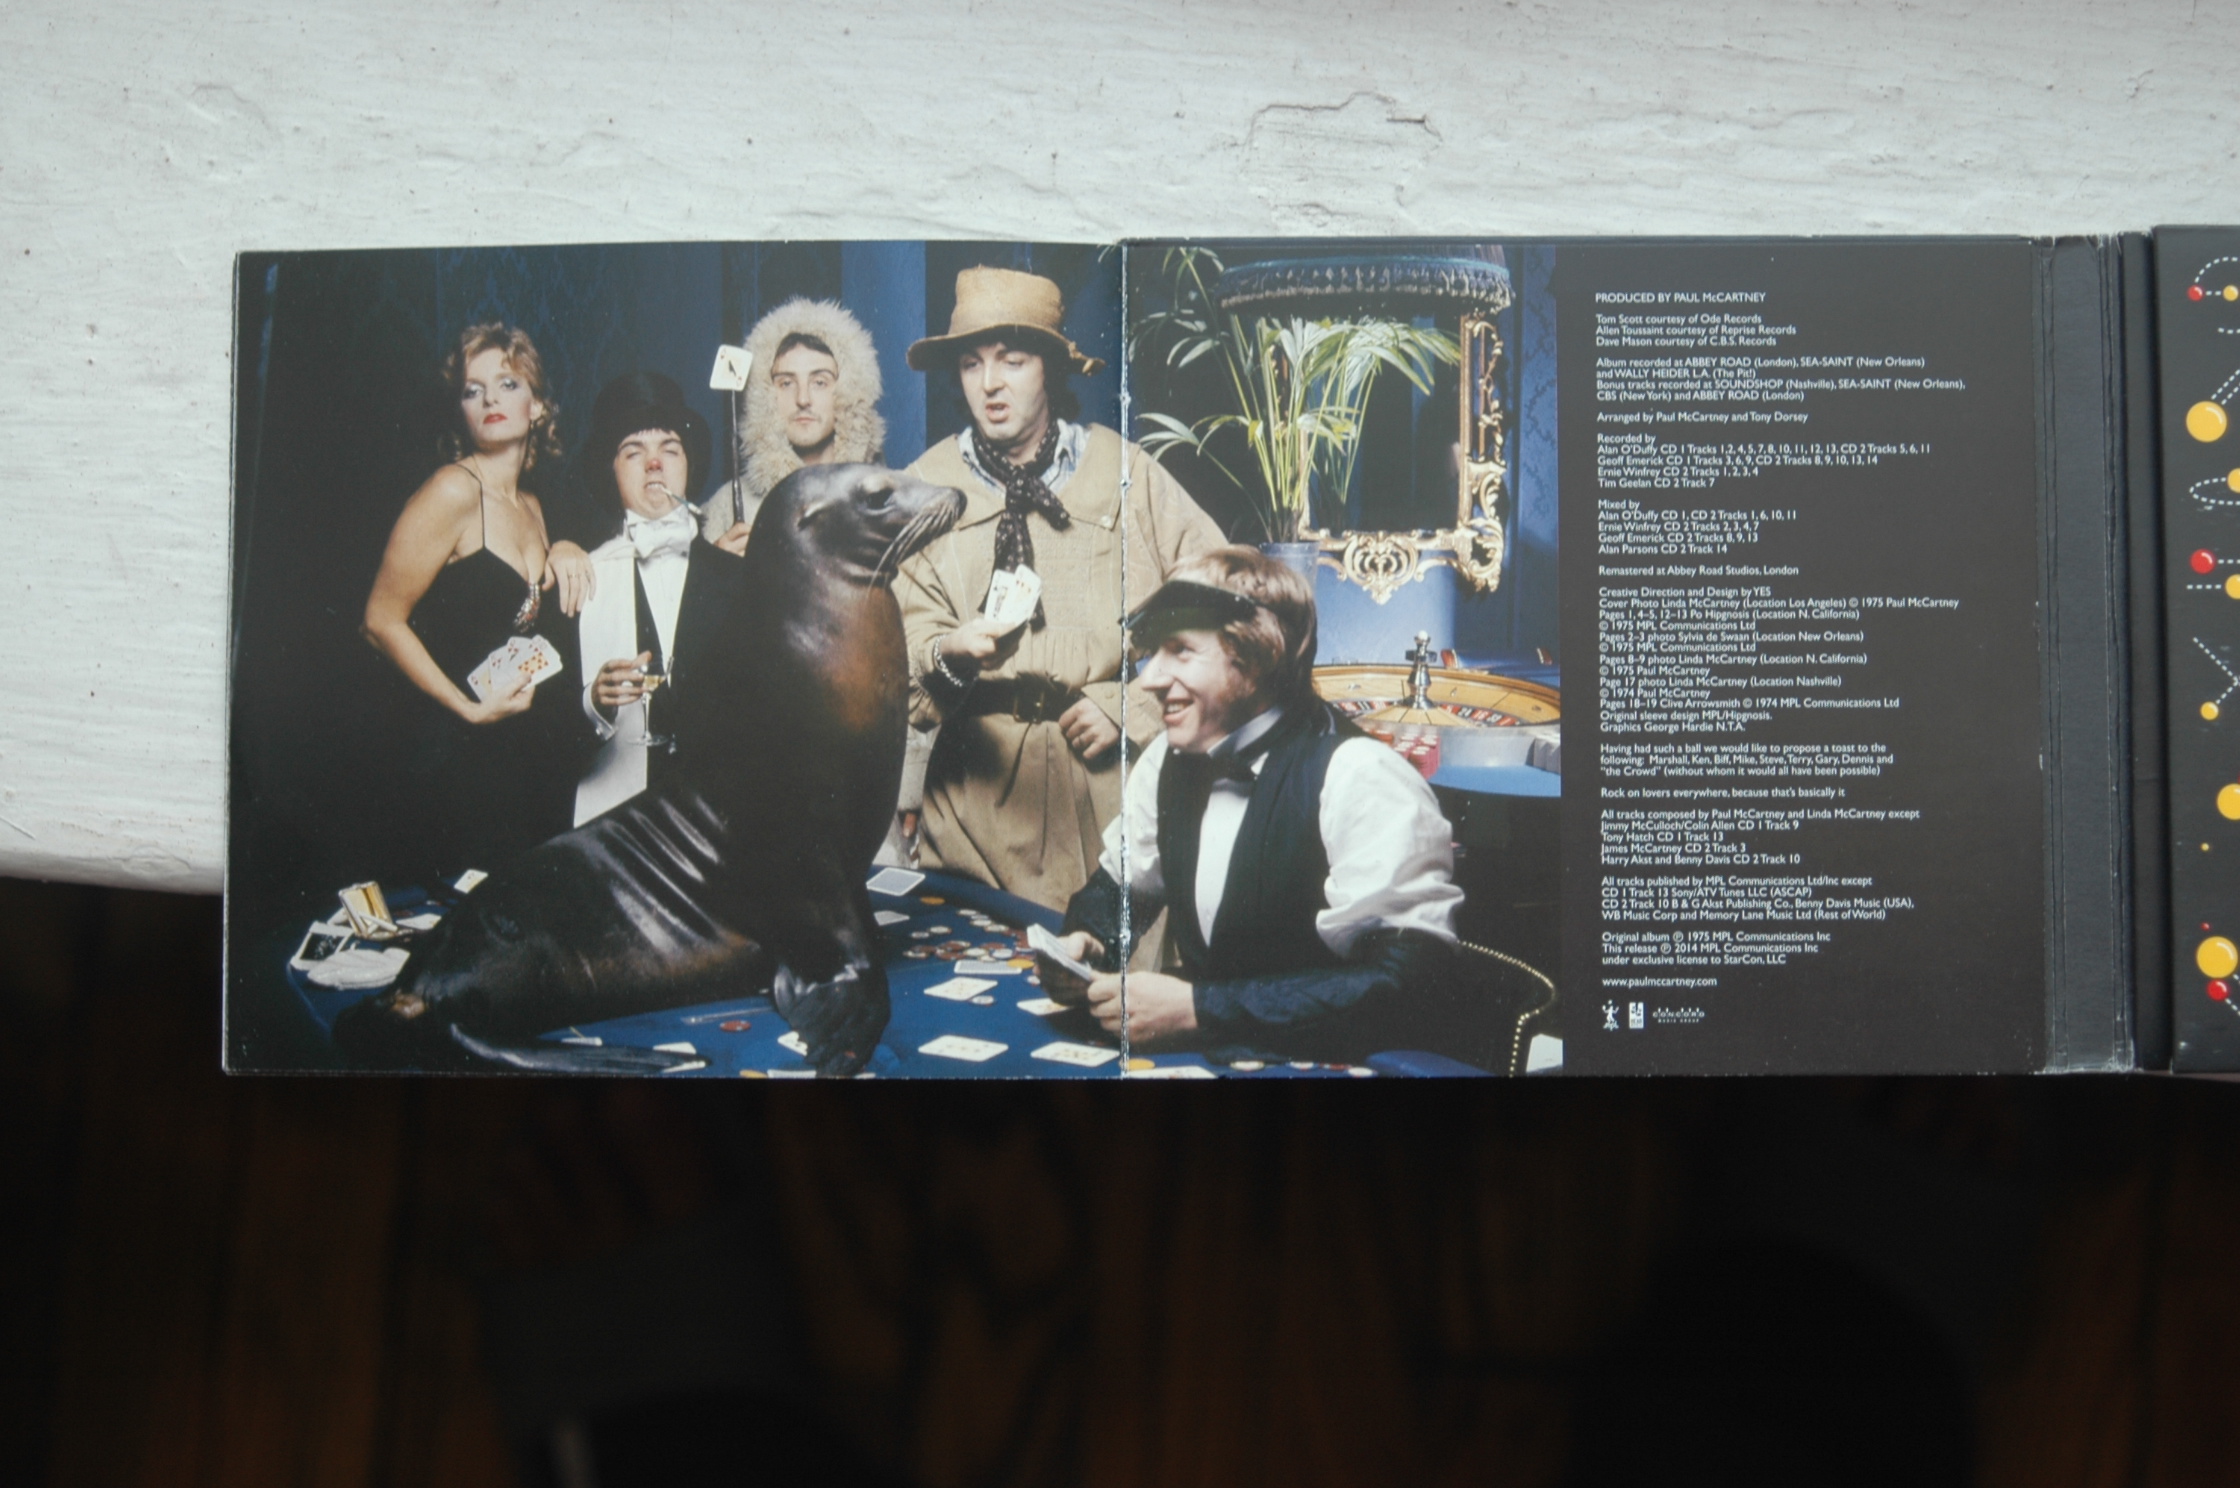 PRODUCED BY PAUL McCARTNEY
Tom Scott courtesy of Ode Records
Allen Toussaint courtesy of Reprise Records
Dave Mason courtesy of C.B.S. Records
Album recorded at ABBEY ROAD (London), SEA-SAINT (New Orleans)
and WALLY HEIDER L.A. (The Pit!)
Bonus tracks recorded at SOUNDSHOP (Nashville), SEA-SAINT (New Orleans),
CBS (New York) and ABBEY ROAD (London)
Arranged by Paul McCartney and Tony Dorsey
Recorded by
Alan O'Duffy CD 1 Tracks 1, 2, 4, 5, 7, 8, 10, 11, 12, 13, CD 2 Tracks 5, 6, 11
Geoff Emerick CD 1 Tracks 3, 6, 9, CD 2 Tracks 8, 9, 10, 13, 14
Ernie Winfrey CD 2 Tracks 1, 2, 3, 4
Tim Geelan CD 2 Track 7
Mixed by
Alan O'Duffy CD 1, CD 2 Tracks 1, 6, 10, 11
Ernie Winfrey CD 2 Tracks 2, 3, 4, 7
Geoff Emerick CD 2 Tracks 8, 9, 13
Alan Parsons CD 2 Track 14
Remastered at Abbey Road Studios, London
Creative Direction and Design by YES
Cover Photo Linda McCartney (Location Los Angeles) © 1975 Paul McCartney
Pages 1, 4–5, 12–13 Po Hipgnosis (Location N. California)
© 1975 MPL Communications Ltd
Pages 2–3 photo Sylvia de Swaan (Location New Orleans)
© 1975 MPL Communications Ltd
Pages 8–9 photo Linda McCartney (Location N. California)
© 1975 Paul McCartney
Page 17 photo Linda McCartney (Location Nashville)
© 1974 Paul McCartney
Pages 18–19 Clive Arrowsmith © 1974 MPL Communications Ltd
Original sleeve design MPL/Hipgnosis.
Graphics George Hardie N.T.A.
Having had such a ball we would like to propose a toast to the
following: Marshall, Ken, Biff, Mike, Steve, Terry, Gary, Dennis and
"the Crowd" (without whom it would all have been possible)
Rock on lovers everywhere, because that's basically it
All tracks composed by Paul McCartney and Linda McCartney except
Jimmy McCulloch/Colin Allen CD 1 Track 9
Tony Hatch CD 1 Track 13
James McCartney CD 2 Track 3
Harry Akst and Benny Davis CD 2 Track 10
All tracks published by MPL Communications Ltd/Inc except
CD 1 Track 13 Sony/ATV Tunes LLC (ASCAP)
CD 2 Track 10 B & G Akst Publishing Co., Benny Davis Music (USA),
WB Music Corp and Memory Lane Music Ltd (Rest of World)
Original album ℗ 1975 MPL Communications Inc
This release ℗ 2014 MPL Communications Inc
under exclusive license to StarCon, LLC
www.paulmccartney.com
CONCORD
MUSIC GROUP